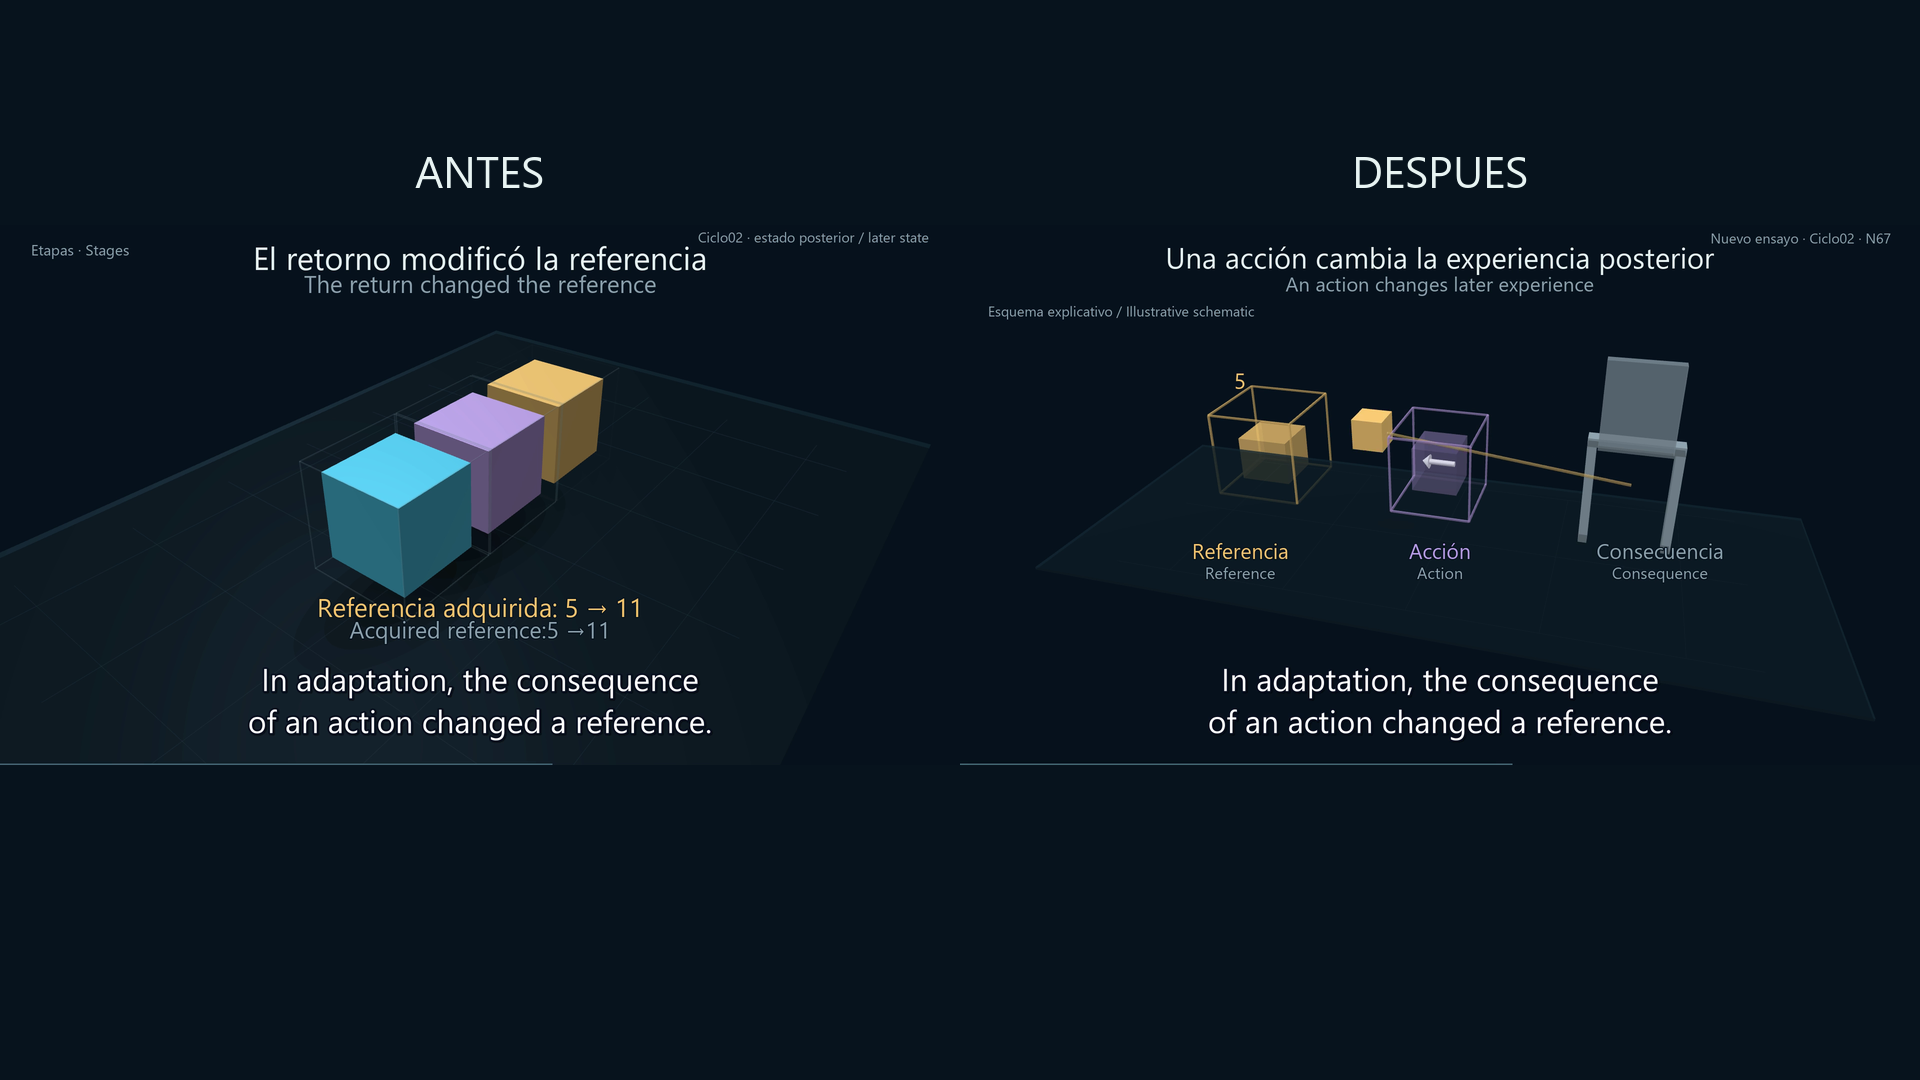 ANTES
Etapas · Stages
Ciclo02 · estado posterior / later state
El retorno modificó la referencia
The return changed the reference
Referencia adquirida: 5 → 11
Acquired reference:5 →11
In adaptation, the consequence
of an action changed a reference.
DESPUES
Nuevo ensayo · Ciclo02 · N67
Una acción cambia la experiencia posterior
An action changes later experience
Esquema explicativo / Illustrative schematic
5
Referencia
Reference
Acción
Action
Consecuencia
Consequence
In adaptation, the consequence
of an action changed a reference.